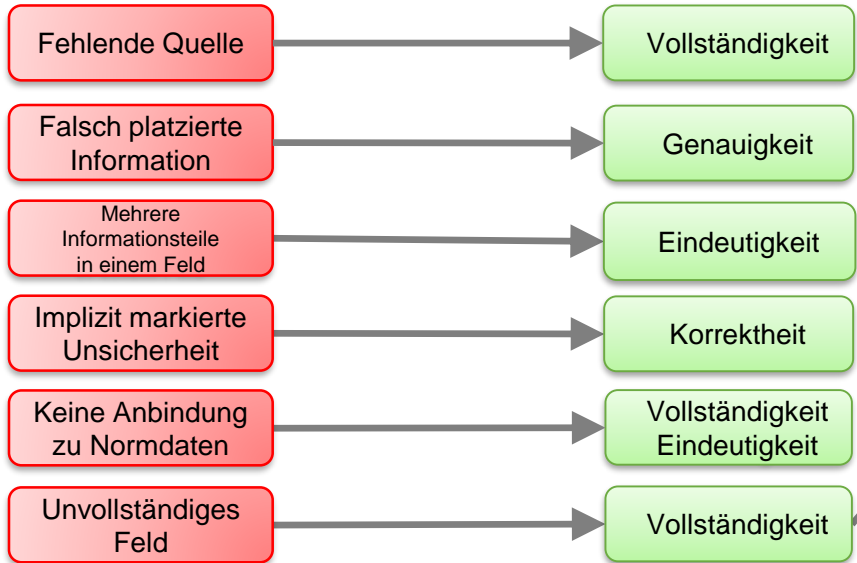 Fehlende Quelle
Vollständigkeit
Falsch platzierte
Information
Genauigkeit
Mehrere
Informationsteile
in einem Feld
Eindeutigkeit
Implizit markierte
Unsicherheit
Korrektheit
Keine Anbindung
zu Normdaten
Vollständigkeit
Eindeutigkeit
Unvollständiges
Feld
Vollständigkeit